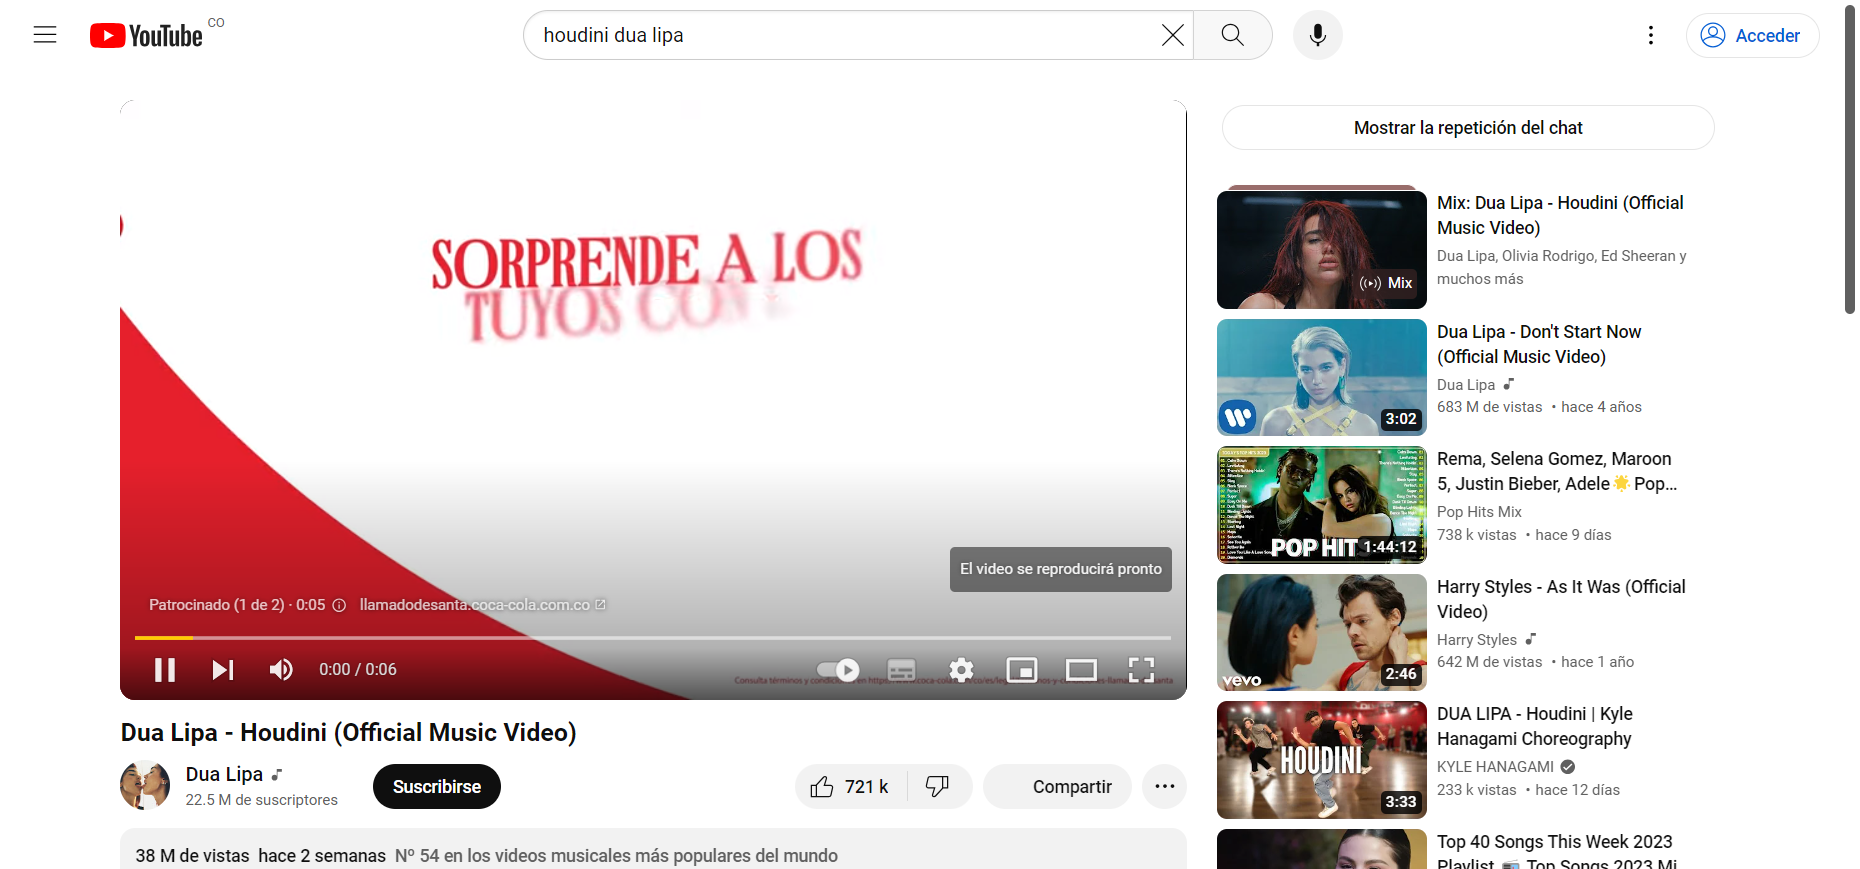 YouTube CO
houdini dua lipa
Acceder
SORPRENDE A LOS
TUYOS CON
El video se reproducirá pronto
Patrocinado (1 de 2) · 0:05
llamadodesanta.coca-cola.com.co
0:00 / 0:06
Dua Lipa - Houdini (Official Music Video)
Dua Lipa
22.5 M de suscriptores
Suscribirse
721 k
Compartir
38 M de vistas hace 2 semanas Nº 54 en los videos musicales más populares del mundo
Mostrar la repetición del chat
Mix
Mix: Dua Lipa - Houdini (Official
Music Video)
Dua Lipa, Olivia Rodrigo, Ed Sheeran y
muchos más
3:02
Dua Lipa - Don't Start Now
(Official Music Video)
Dua Lipa
683 M de vistas • hace 4 años
POP HIT
1:44:12
Rema, Selena Gomez, Maroon
5, Justin Bieber, Adele🌟 Pop...
Pop Hits Mix
738 k vistas • hace 9 días
vevo
2:46
Harry Styles - As It Was (Official
Video)
Harry Styles
642 M de vistas • hace 1 año
HOUDINI
3:33
DUA LIPA - Houdini | Kyle
Hanagami Choreography
KYLE HANAGAMI
233 k vistas • hace 12 días
Top 40 Songs This Week 2023
Playlist 📻 Top Songs 2023 Mi